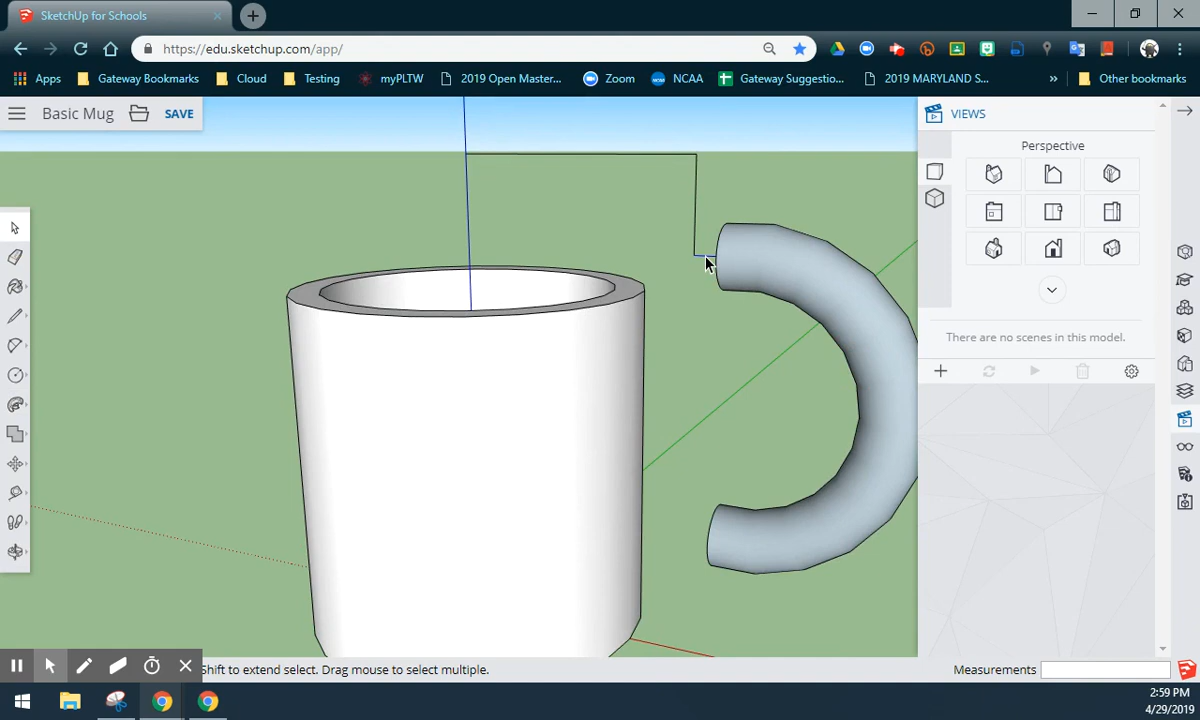 SketchUp for Schools
https://edu.sketchup.com/app/
Apps Gateway Bookmarks Cloud Testing myPLTW 2019 Open Master... Zoom NCAA Gateway Suggestio... 2019 MARYLAND S... » Other bookmarks
Basic Mug SAVE
VIEWS
Perspective
There are no scenes in this model.
Shift to extend select. Drag mouse to select multiple.
Measurements
2:59 PM
4/29/2019